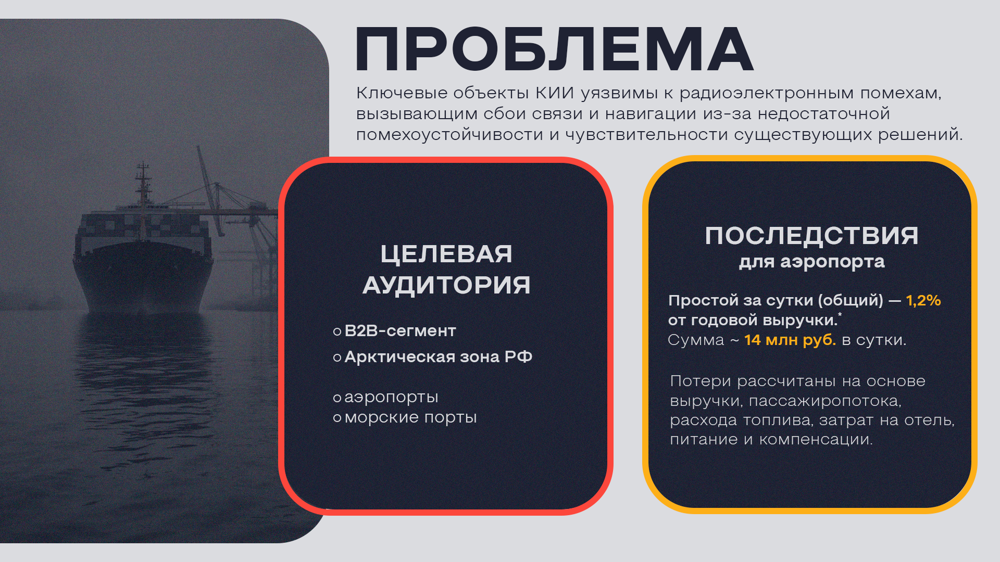 ПРОБЛЕМА
Ключевые объекты КИИ уязвимы к радиоэлектронным помехам,
вызывающим сбои связи и навигации из-за недостаточной
помехоустойчивости и чувствительности существующих решений.
ЦЕЛЕВАЯ
АУДИТОРИЯ
B2B-сегмент
Арктическая зона РФ
аэропорты
морские порты
ПОСЛЕДСТВИЯ
для аэропорта
Простой за сутки (общий) — 1,2%
от годовой выручки.*
Сумма ~ 14 млн руб. в сутки.
Потери рассчитаны на основе
выручки, пассажиропотока,
расхода топлива, затрат на отель,
питание и компенсации.